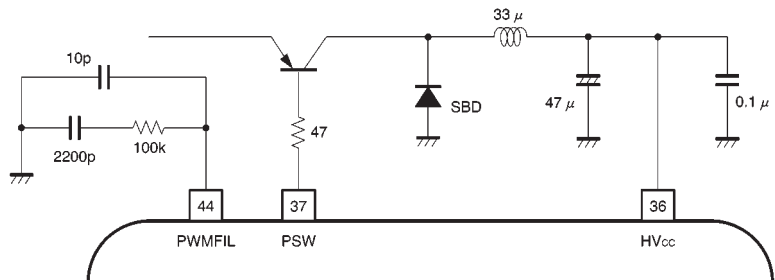 33 μ
10p
SBD
47 μ
0.1 μ
47
100k
2200p
44
37
36
PWMFIL
PSW
HVcc